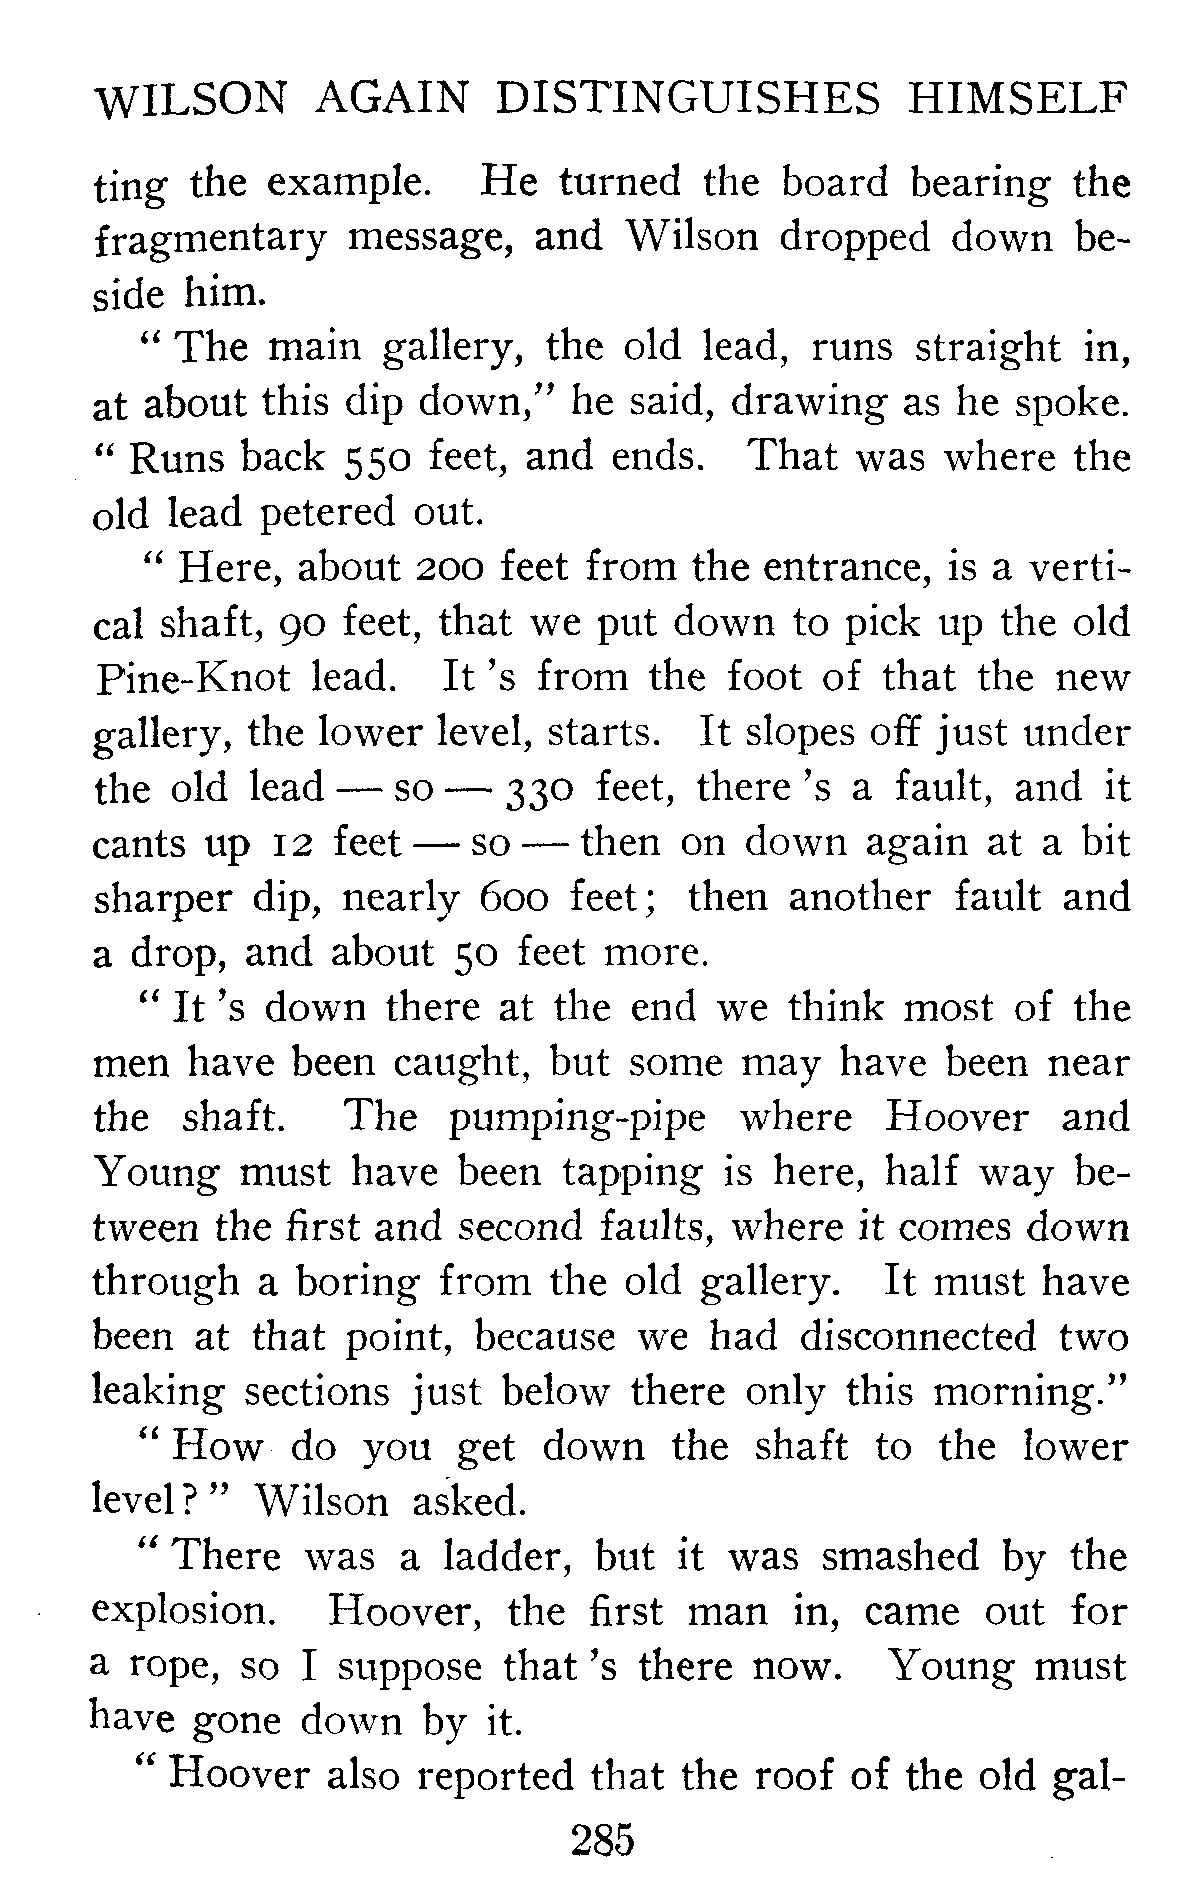 WILSON AGAIN DISTINGUISHES HIMSELF
ting the example. He turned the board bearing the
fragmentary message, and Wilson dropped down be-
side him.
“ The main gallery, the old lead, runs straight in,
at about this dip down,” he said, drawing as he spoke.
“ Runs back 550 feet, and ends. That was where the
old lead petered out.
“ Here, about 200 feet from the entrance, is a verti-
cal shaft, 90 feet, that we put down to pick up the old
Pine-Knot lead. It 's from the foot of that the new
gallery, the lower level, starts. It slopes off just under
the old lead — so — 330 feet, there 's a fault, and it
cants up 12 feet — so — then on down again at a bit
sharper dip, nearly 600 feet; then another fault and
a drop, and about 50 feet more.
“ It 's down there at the end we think most of the
men have been caught, but some may have been near
the shaft. The pumping-pipe where Hoover and
Young must have been tapping is here, half way be-
tween the first and second faults, where it comes down
through a boring from the old gallery. It must have
been at that point, because we had disconnected two
leaking sections just below there only this morning.”
“ How do you get down the shaft to the lower
level? ” Wilson asked.
“ There was a ladder, but it was smashed by the
explosion. Hoover, the first man in, came out for
a rope, so I suppose that 's there now. Young must
have gone down by it.
“ Hoover also reported that the roof of the old gal-
285